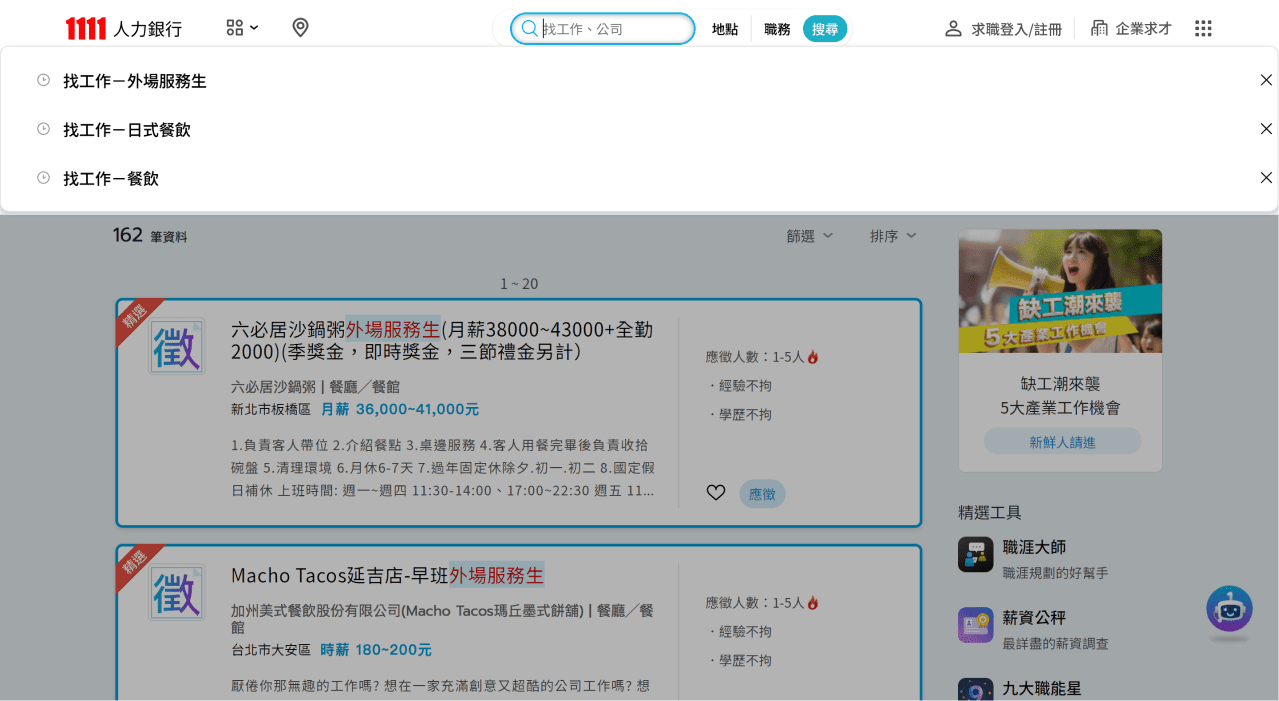 1111 人力銀行
找工作、公司
地點
職務
搜尋
求職登入/註冊
企業求才
找工作－外場服務生
找工作－日式餐飲
找工作－餐飲
162 筆資料
篩選
排序
1 ~ 20
精選
徵
六必居沙鍋粥外場服務生(月薪38000~43000+全勤
2000)(季獎金，即時獎金，三節禮金另計）
六必居沙鍋粥 | 餐廳／餐館
新北市板橋區 月薪 36,000~41,000元
1.負責客人帶位 2.介紹餐點 3.桌邊服務 4.客人用餐完畢後負責收拾
碗盤 5.清理環境 6.月休6-7天 7.過年固定休除夕.初一.初二 8.國定假
日補休 上班時間: 週一~週四 11:30-14:00、17:00~22:30 週五 11...
應徵人數：1-5人
・經驗不拘
・學歷不拘
應徵
精選
徵
Macho Tacos延吉店-早班外場服務生
加州美式餐飲股份有限公司(Macho Tacos瑪丘墨式餅舖) | 餐廳／餐
館
台北市大安區 時薪 180~200元
厭倦你那無趣的工作嗎? 想在一家充滿創意又超酷的公司工作嗎? 想
應徵人數：1-5人
・經驗不拘
・學歷不拘
缺工潮來襲
5大產業工作機會
缺工潮來襲
5大產業工作機會
新鮮人請進
精選工具
職涯大師
職涯規劃的好幫手
薪資公秤
最詳盡的薪資調查
9
九大職能星